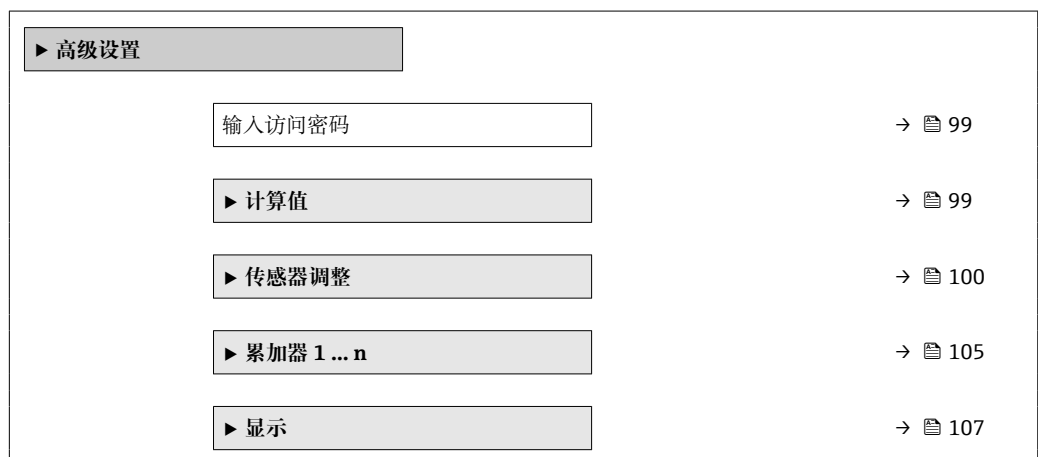 ▶ 高级设置
输入访问密码 → 99
▶ 计算值 → 99
▶ 传感器调整 → 100
▶ 累加器 1 ... n → 105
▶ 显示 → 107